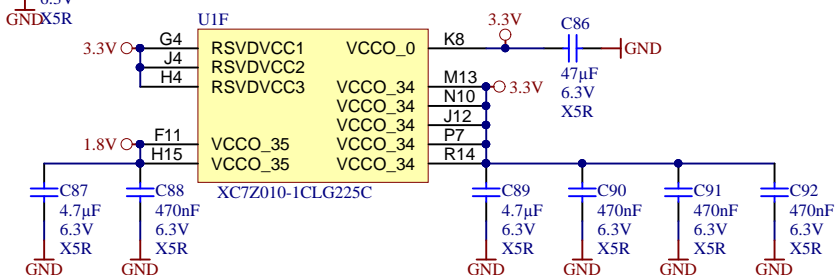 6.3V
GND X5R
U1F
3.3V
G4 RSVDVCC1
J4 RSVDVCC2
H4 RSVDVCC3
VCCO_0 K8
3.3V
C86
47µF
6.3V
X5R
GND
VCCO_34 M13
3.3V
VCCO_34 N10
VCCO_34 J12
1.8V
F11 VCCO_35
VCCO_34 P7
H15 VCCO_35
VCCO_34 R14
XC7Z010-1CLG225C
C87
4.7µF
6.3V
X5R
GND
C88
470nF
6.3V
X5R
GND
C89
4.7µF
6.3V
X5R
GND
C90
470nF
6.3V
X5R
GND
C91
470nF
6.3V
X5R
GND
C92
470nF
6.3V
X5R
GND